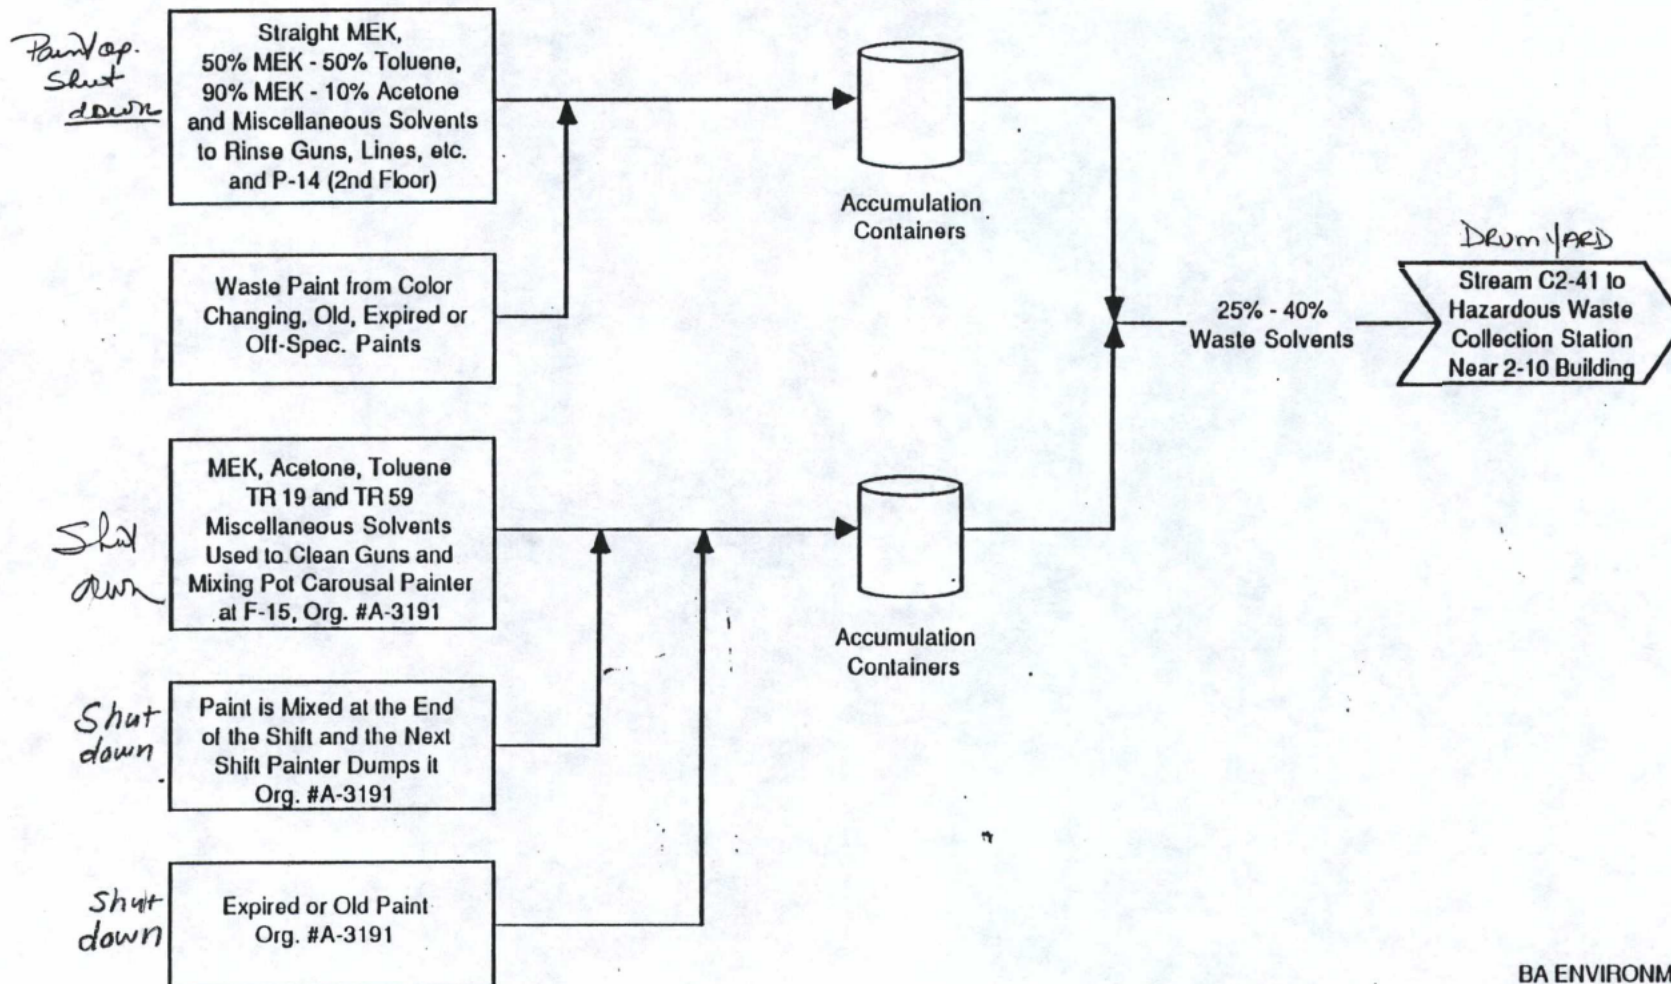 Paint op.
Shut
down
Straight MEK,
50% MEK - 50% Toluene,
90% MEK - 10% Acetone
and Miscellaneous Solvents
to Rinse Guns, Lines, etc.
and P-14 (2nd Floor)
Accumulation
Containers
Waste Paint from Color
Changing, Old, Expired or
Off-Spec. Paints
25% - 40%
Waste Solvents
DRUM YARD
Stream C2-41 to
Hazardous Waste
Collection Station
Near 2-10 Building
Shut
down
MEK, Acetone, Toluene
TR 19 and TR 59
Miscellaneous Solvents
Used to Clean Guns and
Mixing Pot Carousal Painter
at F-15, Org. #A-3191
Accumulation
Containers
Shut
down
Paint is Mixed at the End
of the Shift and the Next
Shift Painter Dumps it
Org. #A-3191
Shut
down
Expired or Old Paint
Org. #A-3191
BA ENVIRONM